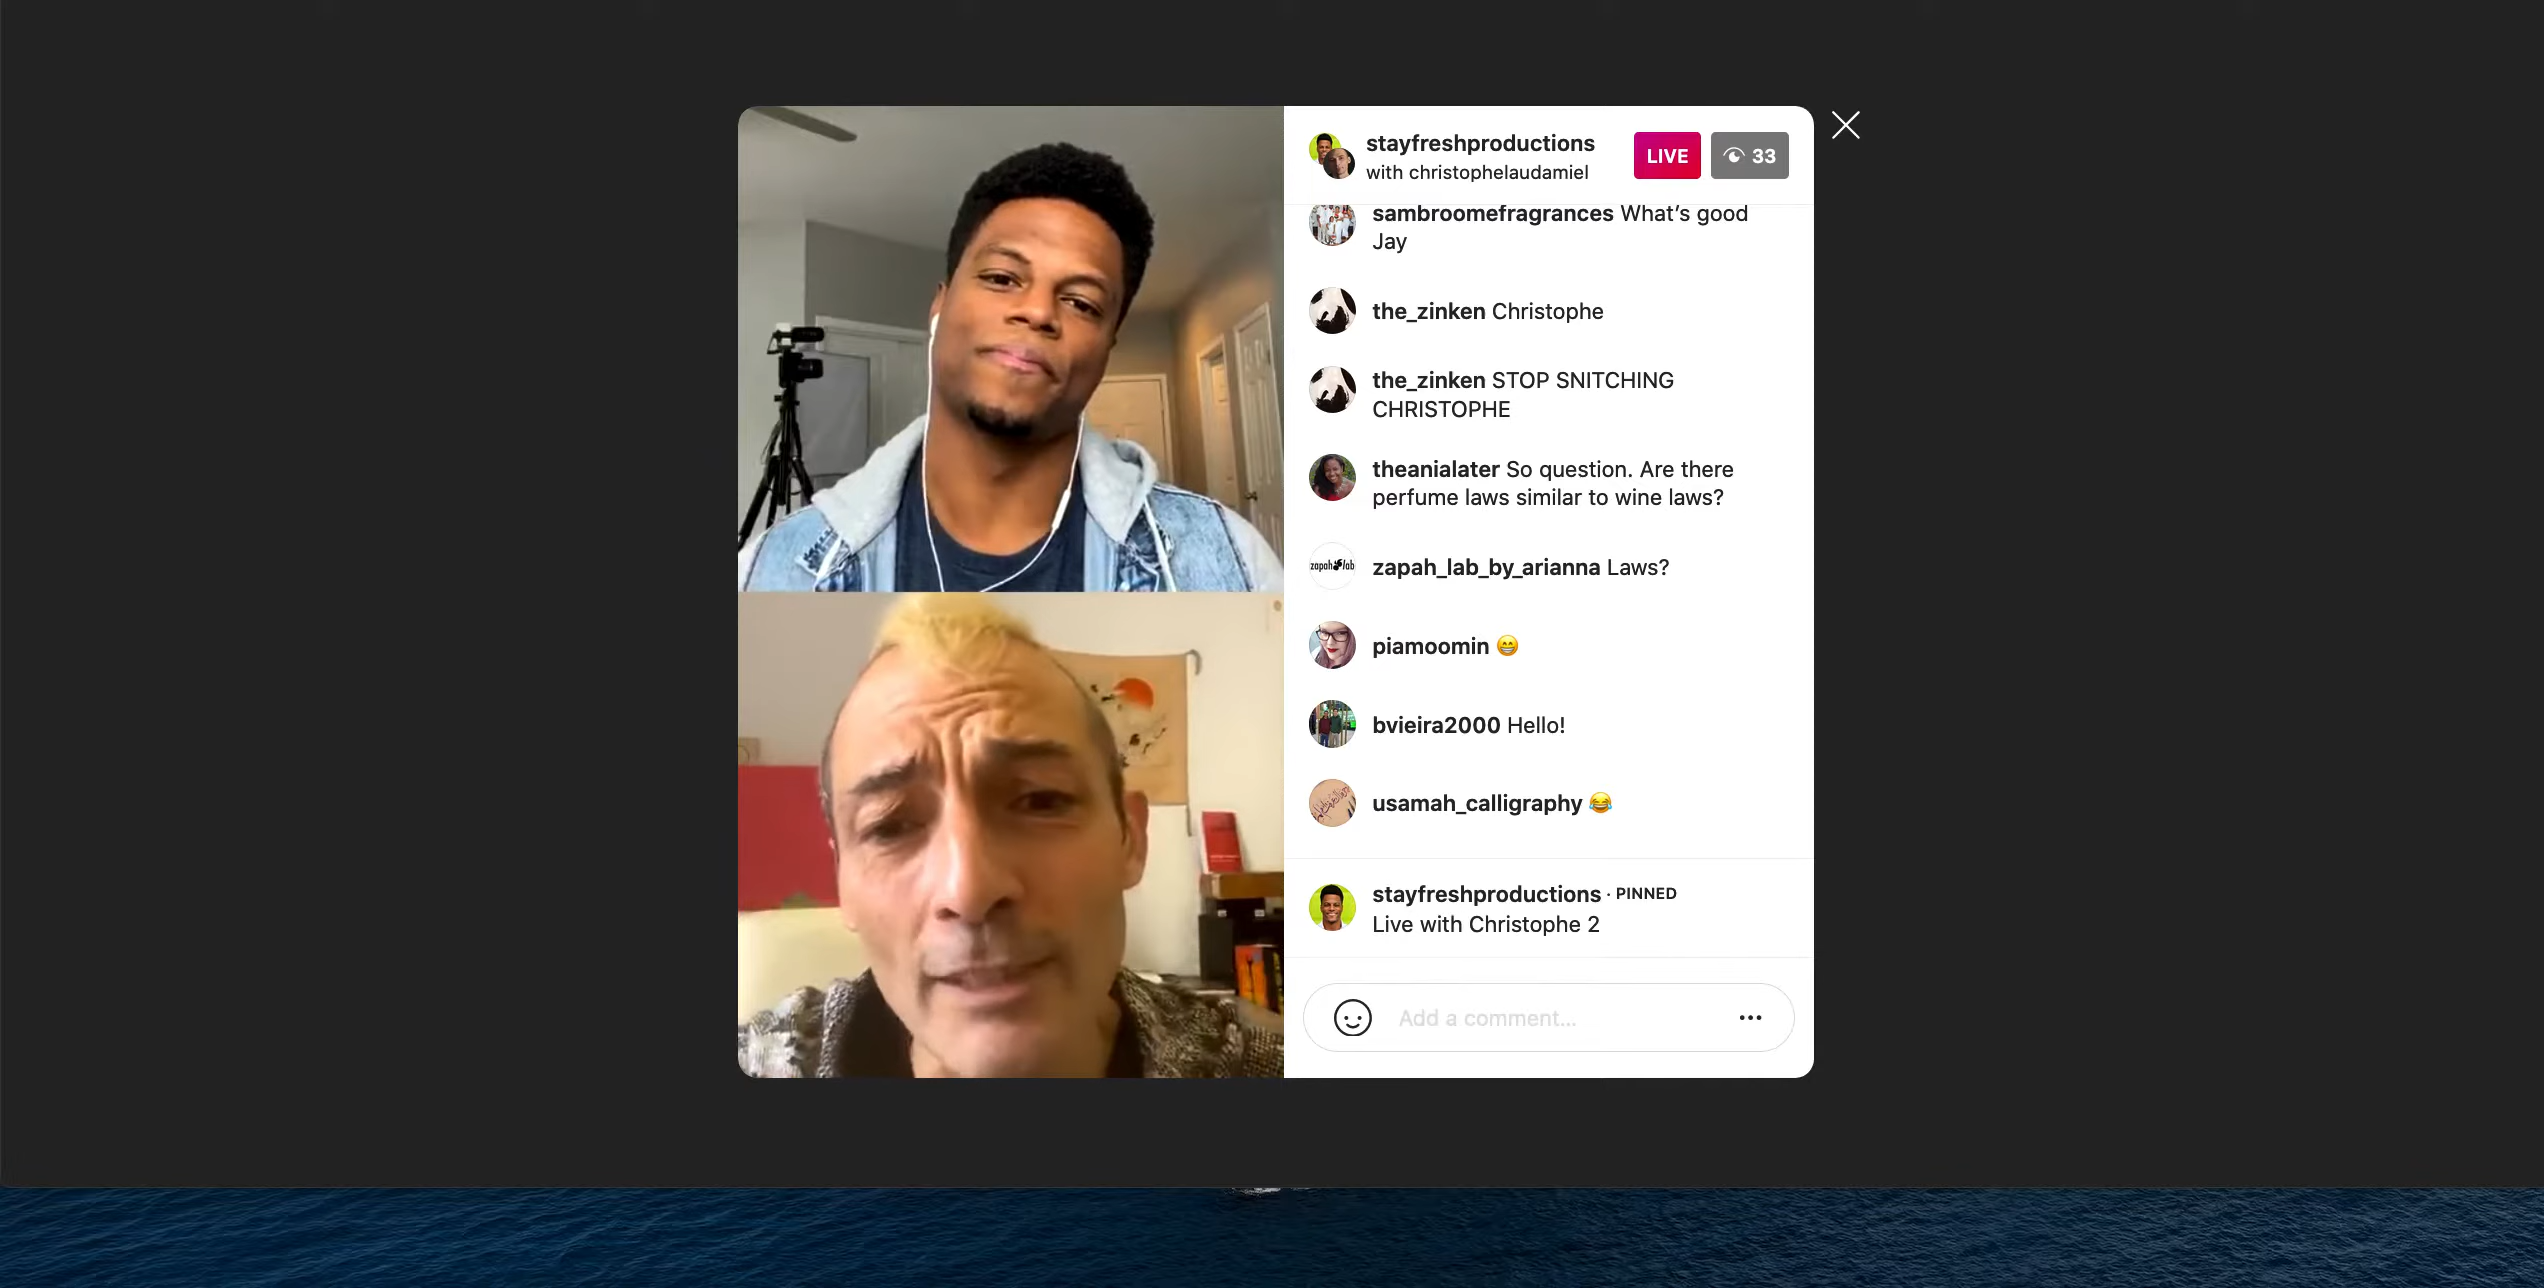 stayfreshproductions
with christophelaudamiel
LIVE
33
sambroomefragrances What's good
Jay
the_zinken Christophe
the_zinken STOP SNITCHING
CHRISTOPHE
theanialater So question. Are there
perfume laws similar to wine laws?
zapah lab
zapah_lab_by_arianna Laws?
piamoomin 😁
bvieira2000 Hello!
usamah_calligraphy 😂
stayfreshproductions · PINNED
Live with Christophe 2
Add a comment...